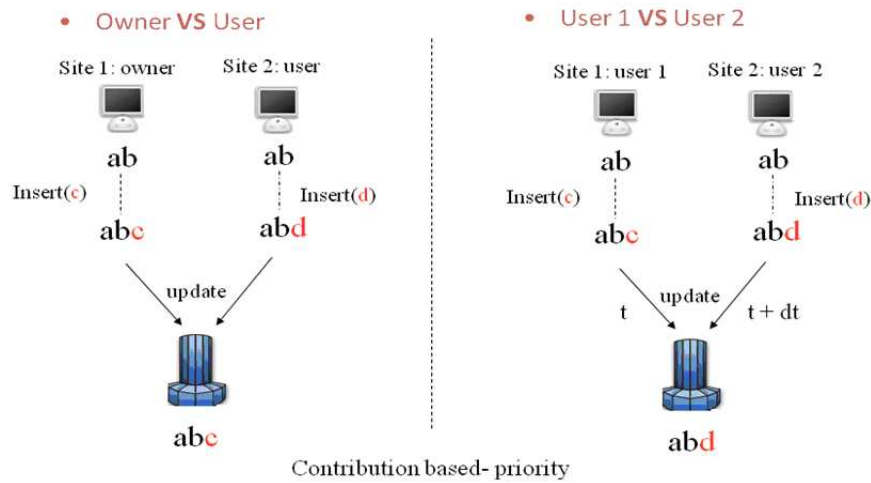 • Owner VS User
Site 1: owner
Site 2: user
ab
ab
Insert(c)
Insert(d)
abc
abd
update
abc
• User 1 VS User 2
Site 1: user 1
Site 2: user 2
ab
ab
Insert(c)
Insert(d)
abc
abd
update
t
t + dt
abd
Contribution based- priority